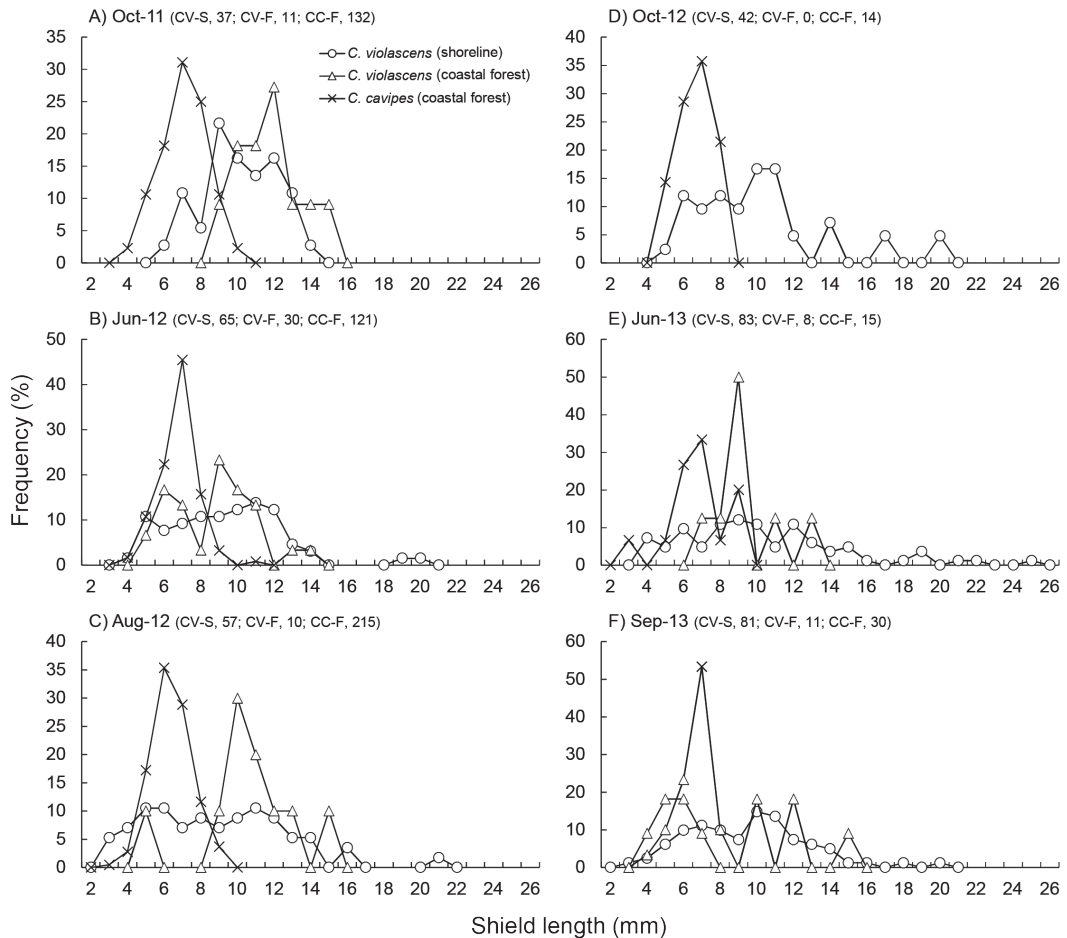 A) Oct-11 (CV-S, 37; CV-F, 11; CC-F, 132)
35
30
25
20
15
10
5
0
C. violascens (shoreline)
C. violascens (coastal forest)
C. cavipes (coastal forest)
2 4 6 8 10 12 14 16 18 20 22 24 26
B) Jun-12 (CV-S, 65; CV-F, 30; CC-F, 121)
50
40
30
20
10
0
2 4 6 8 10 12 14 16 18 20 22 24 26
C) Aug-12 (CV-S, 57; CV-F, 10; CC-F, 215)
40
35
30
25
20
15
10
5
0
2 4 6 8 10 12 14 16 18 20 22 24 26
D) Oct-12 (CV-S, 42; CV-F, 0; CC-F, 14)
40
35
30
25
20
15
10
5
0
2 4 6 8 10 12 14 16 18 20 22 24 26
E) Jun-13 (CV-S, 83; CV-F, 8; CC-F, 15)
60
50
40
30
20
10
0
2 4 6 8 10 12 14 16 18 20 22 24 26
F) Sep-13 (CV-S, 81; CV-F, 11; CC-F, 30)
60
50
40
30
20
10
0
2 4 6 8 10 12 14 16 18 20 22 24 26
Frequency (%)
Shield length (mm)